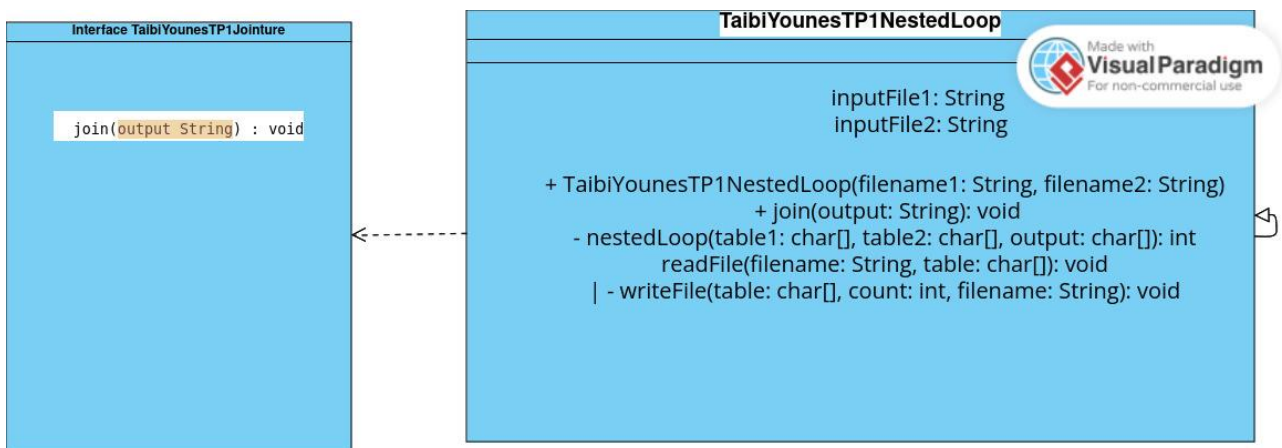 Interface TaibiYounesTP1Jointure
join(output String) : void
TaibiYounesTP1NestedLoop
Made with
VisualParadigm
For non-commercial use
inputFile1: String
inputFile2: String
+ TaibiYounesTP1NestedLoop(filename1: String, filename2: String)
+ join(output: String): void
- nestedLoop(table1: char[], table2: char[], output: char[]): int
readFile(filename: String, table: char[]): void
| - writeFile(table: char[], count: int, filename: String): void